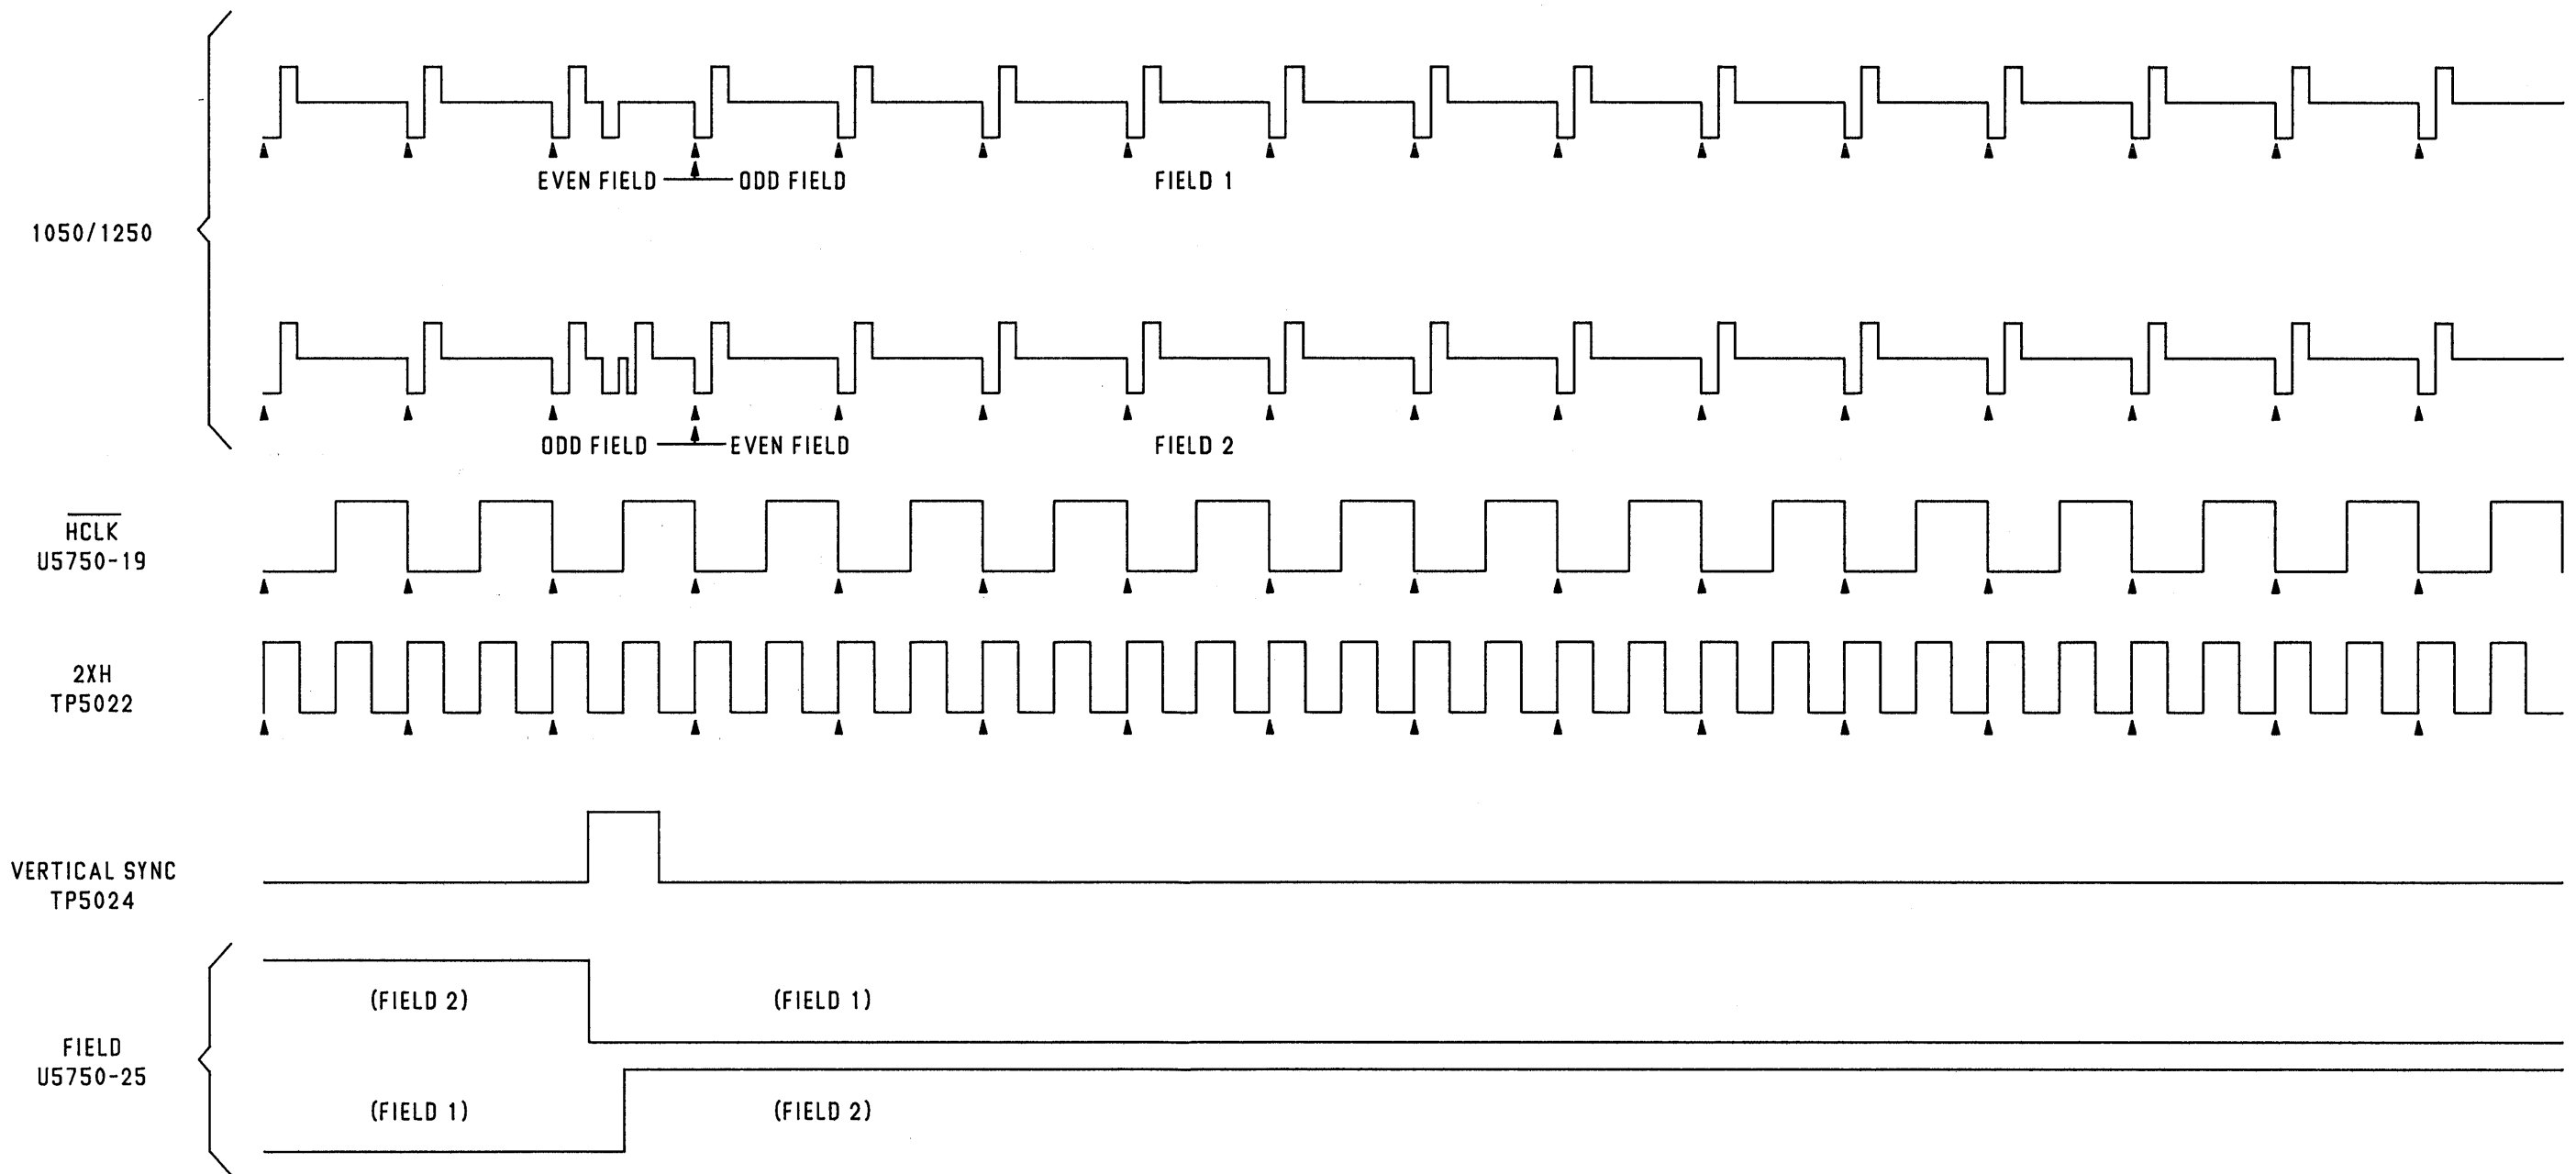 EVEN FIELD ODD FIELD FIELD 1
1050/1250
ODD FIELD EVEN FIELD FIELD 2
HCLK
U5750-19
2XH
TP5022
VERTICAL SYNC
TP5024
(FIELD 2) (FIELD 1)
FIELD
U5750-25
(FIELD 1) (FIELD 2)